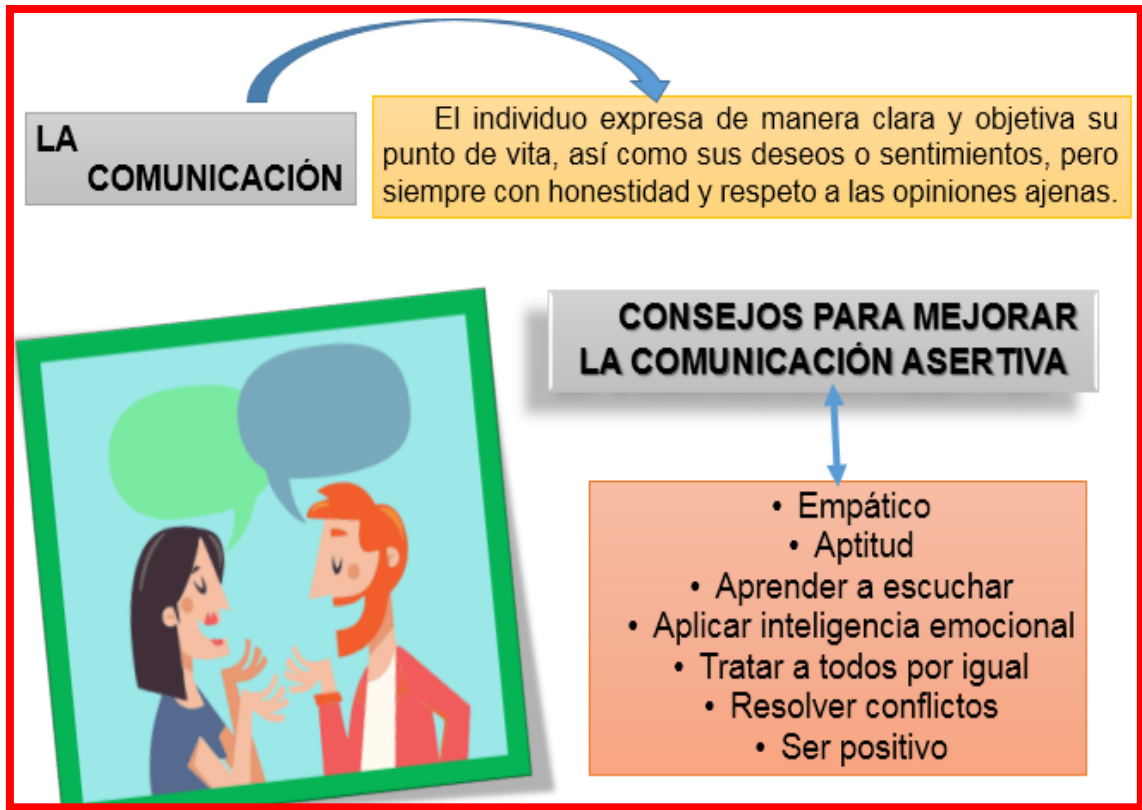 LA
COMUNICACIÓN
El individuo expresa de manera clara y objetiva su
punto de vita, así como sus deseos o sentimientos, pero
siempre con honestidad y respeto a las opiniones ajenas.
CONSEJOS PARA MEJORAR
LA COMUNICACIÓN ASERTIVA
• Empático
• Aptitud
• Aprender a escuchar
• Aplicar inteligencia emocional
• Tratar a todos por igual
• Resolver conflictos
• Ser positivo